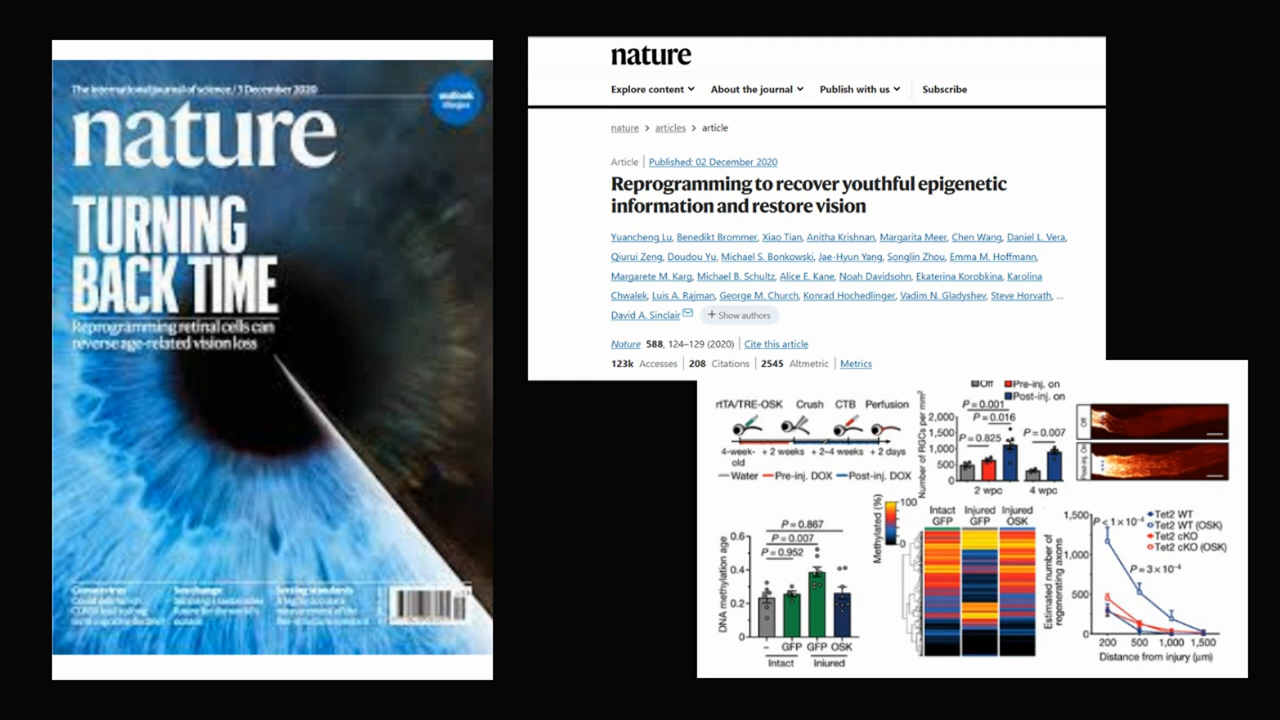 The international journal of science / 3 December 2020
outlook
nature
TURNING
BACK TIME
Reprogramming retinal cells can
reverse age-related vision loss
Coronavirus
nature
Explore content
About the journal
Publish with us
Subscribe
nature > articles > article
Article | Published: 02 December 2020
Reprogramming to recover youthful epigenetic
information and restore vision
Yuancheng Lu, Benedikt Brommer, Xiao Tian, Anitha Krishnan, Margarita Meer, Chen Wang, Daniel L. Vera,
Qiurui Zeng, Doudou Yu, Michael S. Bonkowski, Jae-Hyun Yang, Songlin Zhou, Emma M. Hoffmann,
Margarete M. Karg, Michael B. Schultz, Alice E. Kane, Noah Davidsohn, Ekaterina Korobkina, Karolina
Chwalek, Luis A. Rajman, George M. Church, Konrad Hochedlinger, Vadim N. Gladyshev, Steve Horvath, ...
David A. Sinclair
+ Show authors
Nature 588, 124–129 (2020) | Cite this article
123k Accesses | 208 Citations | 2545 Altmetric | Metrics
rtTA/TRE-OSK Crush CTB Perfusion
4-week-old + 2 weeks + 2–4 weeks + 2 days
Water Pre-inj. DOX Post-inj. DOX
Off Pre-inj. on
Post-inj. on
Number of RGCs per mm²
2,000
1,500
1,000
500
0
P = 0.001
P = 0.016
P = 0.825
P = 0.007
2 wpc 4 wpc
Off
Post-inj. On
DNA methylation age
0.6
0.4
0.2
0
P = 0.867
P = 0.007
P = 0.952
– GFP GFP OSK
Intact Injured
Methylated (%)
100
0
Intact GFP
Injured GFP
Injured OSK
Estimated number of
regenerating axons
1,500
1,000
500
0
P < 1×10⁻⁴
P = 3×10⁻⁴
Tet2 WT
Tet2 WT (OSK)
Tet2 cKO
Tet2 cKO (OSK)
200 500 1,000 1,500
Distance from injury (μm)